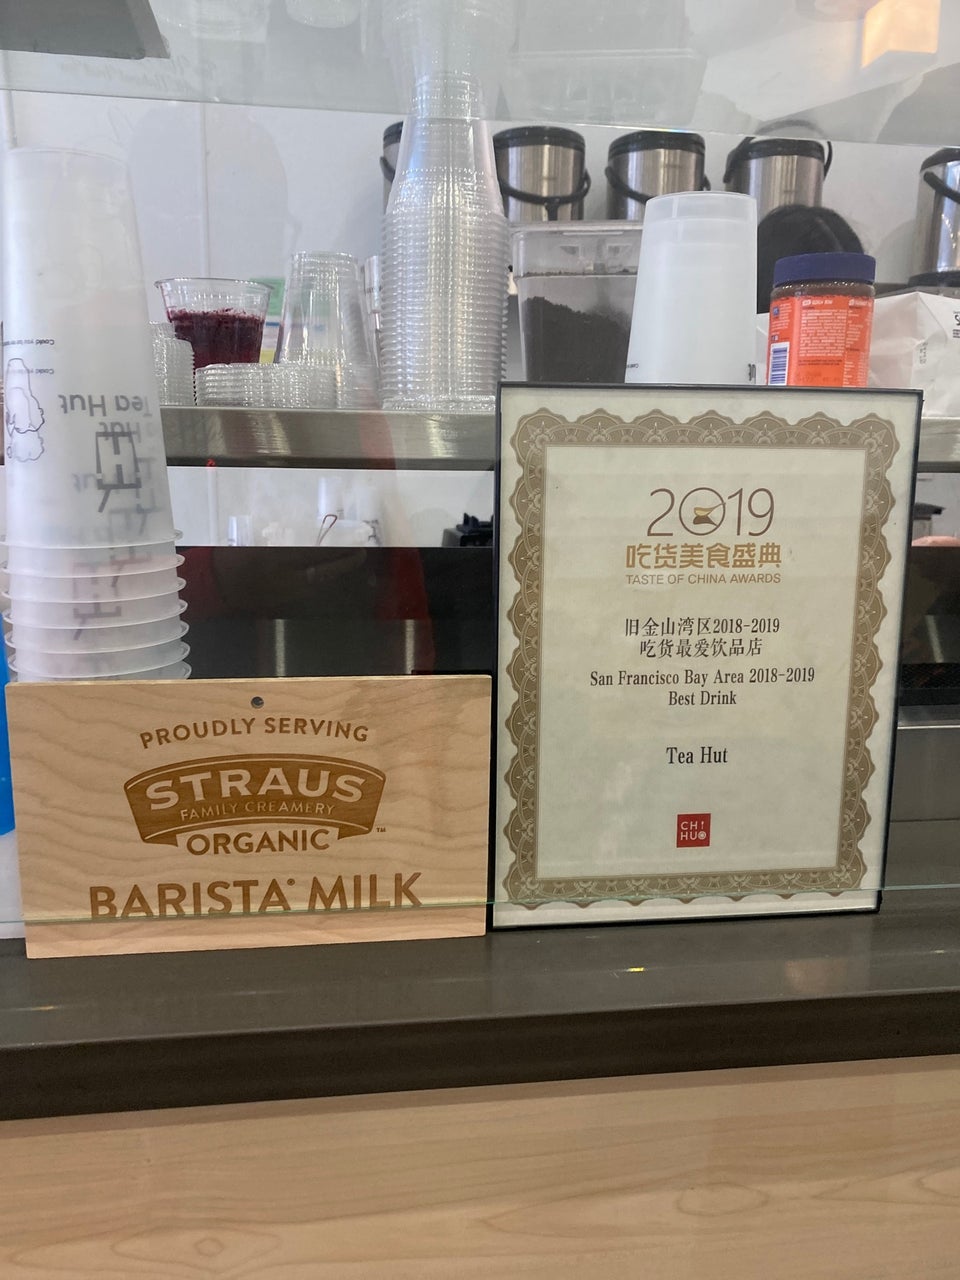 Tea Hut
PROUDLY SERVING
STRAUS
FAMILY CREAMERY
ORGANIC
BARISTA® MILK
2019
吃货美食盛典
TASTE OF CHINA AWARDS
旧金山湾区2018-2019
吃货最爱饮品店
San Francisco Bay Area 2018-2019
Best Drink
Tea Hut
CHI
HUO